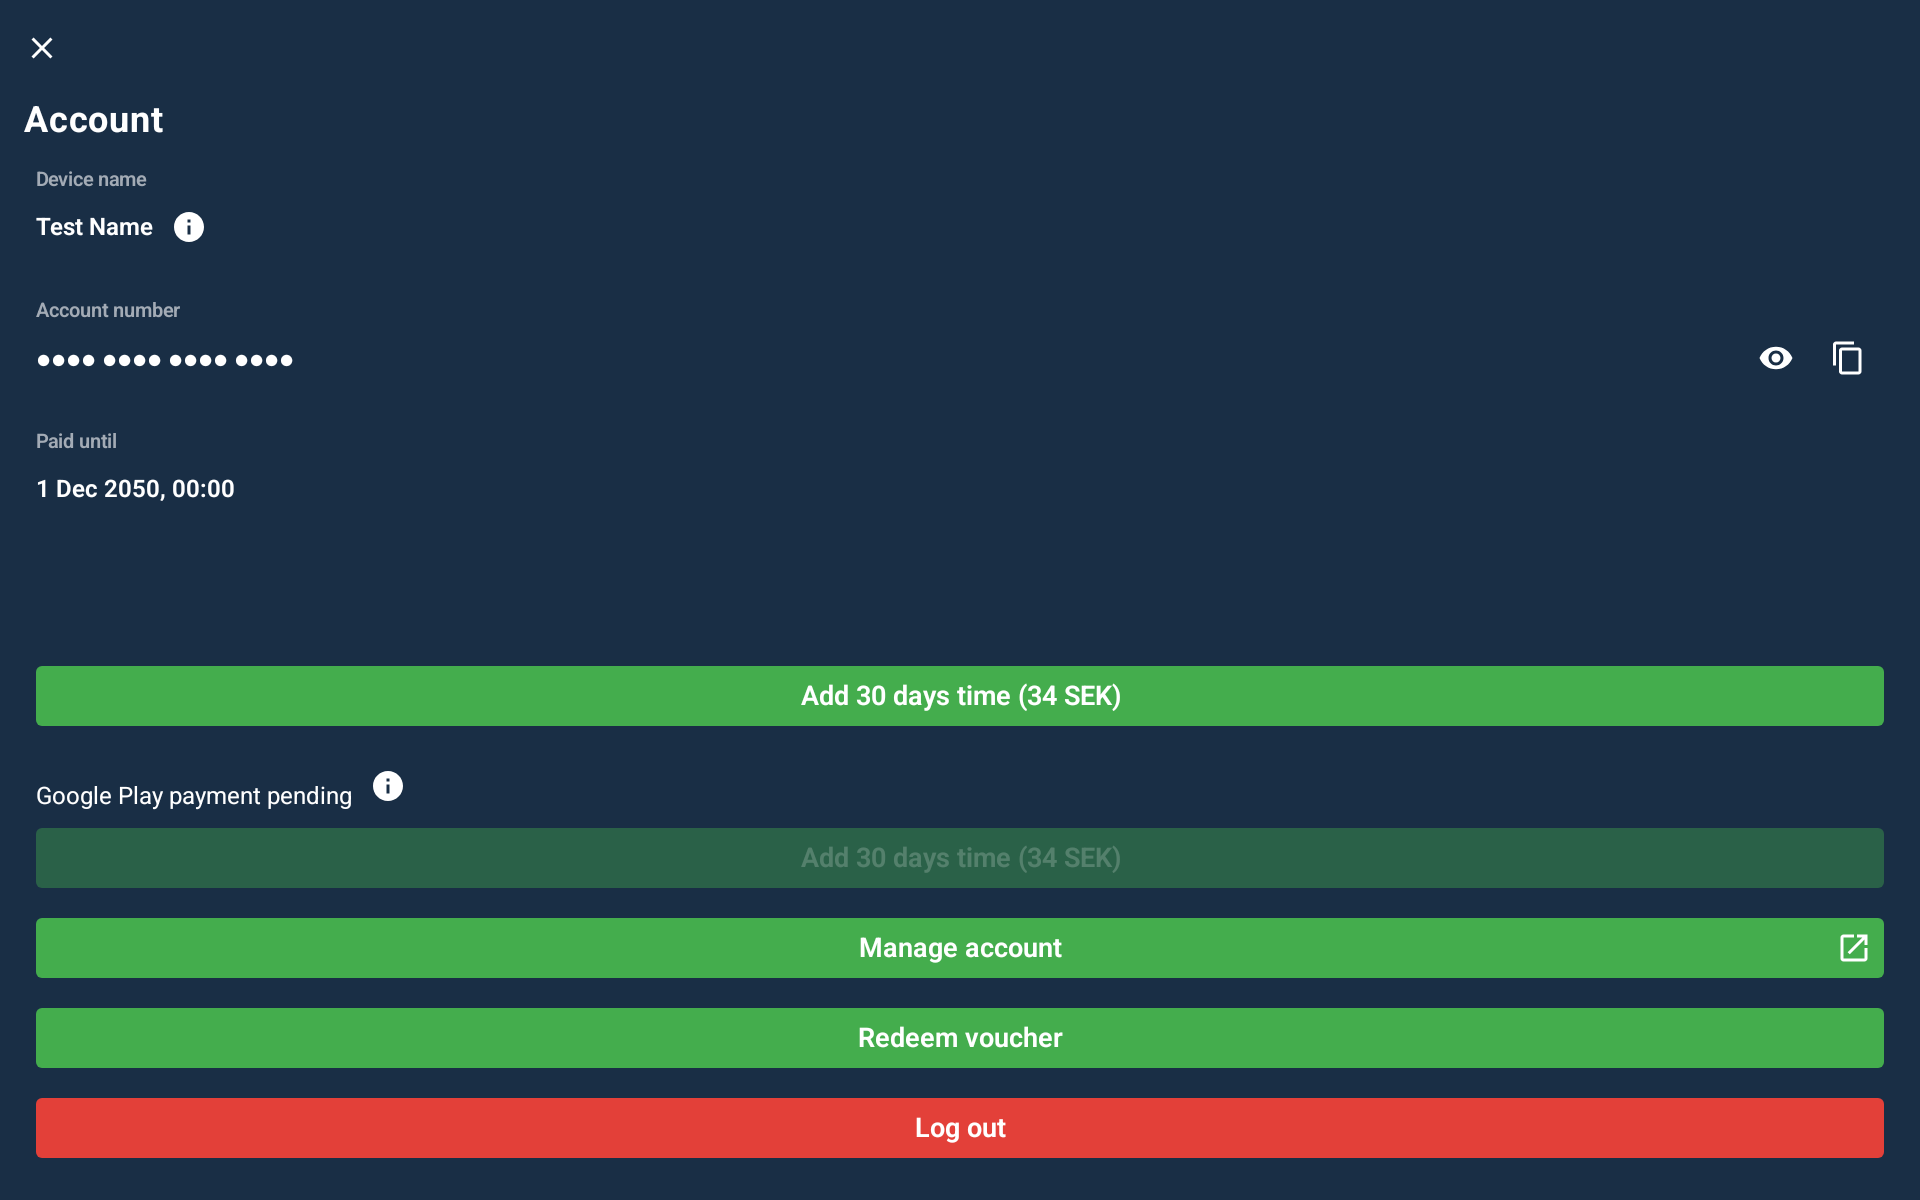 Account
Device name
Test Name
Account number
●●●● ●●●● ●●●● ●●●●
Paid until
1 Dec 2050, 00:00
Add 30 days time (34 SEK)
Google Play payment pending
Add 30 days time (34 SEK)
Manage account
Redeem voucher
Log out